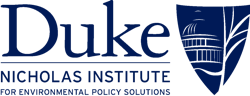 Duke
NICHOLAS INSTITUTE
FOR ENVIRONMENTAL POLICY SOLUTIONS